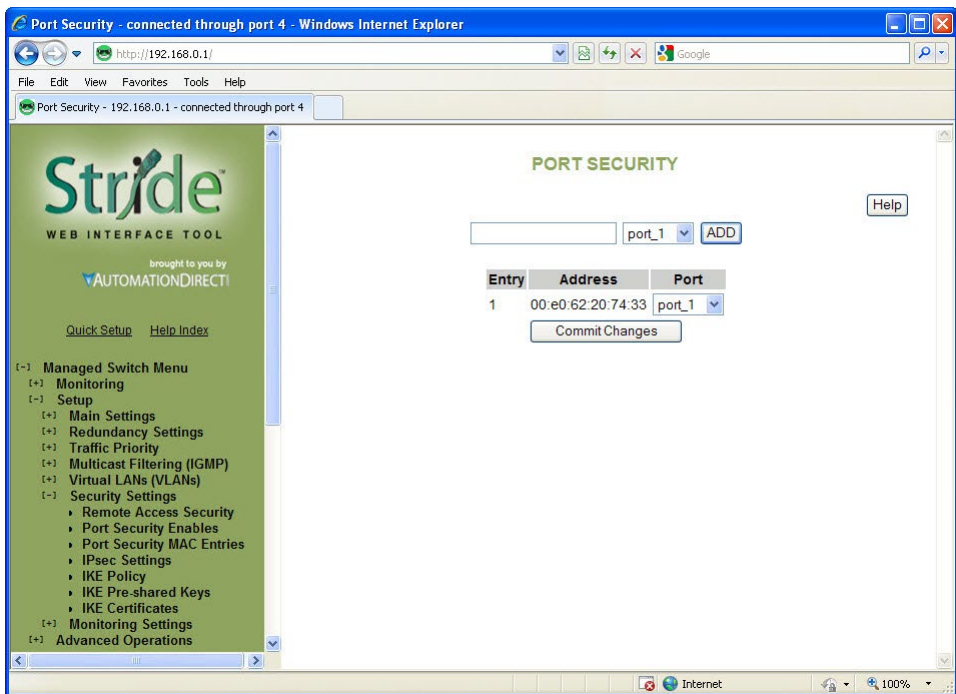 Port Security - connected through port 4 - Windows Internet Explorer
http://192.168.0.1/
Google
File Edit View Favorites Tools Help
Port Security - 192.168.0.1 - connected through port 4
Stride™
WEB INTERFACE TOOL
brought to you by
AUTOMATIONDIRECT
Quick Setup Help Index
[-] Managed Switch Menu
[+] Monitoring
[-] Setup
[+] Main Settings
[+] Redundancy Settings
[+] Traffic Priority
[+] Multicast Filtering (IGMP)
[+] Virtual LANs (VLANs)
[-] Security Settings
Remote Access Security
Port Security Enables
Port Security MAC Entries
IPsec Settings
IKE Policy
IKE Pre-shared Keys
IKE Certificates
[+] Monitoring Settings
[+] Advanced Operations
PORT SECURITY
Help
port_1 ADD
Entry Address Port
1 00:e0:62:20:74:33 port_1
Commit Changes
Internet 100%